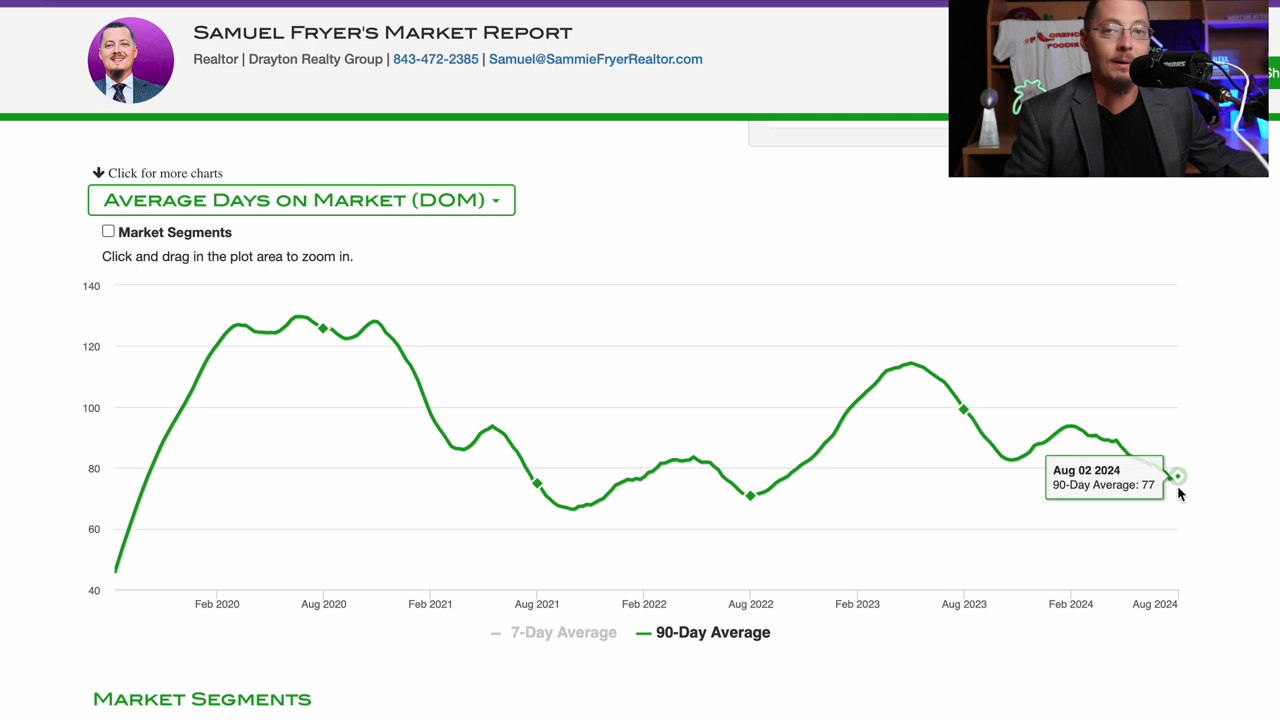 SAMUEL FRYER'S MARKET REPORT
Realtor | Drayton Realty Group | 843-472-2385 | Samuel@SammieFryerRealtor.com
FOODIE
Sh
Click for more charts
AVERAGE DAYS ON MARKET (DOM)
Market Segments
Click and drag in the plot area to zoom in.
140
120
100
80
60
40
Aug 02 2024
90-Day Average: 77
Feb 2020
Aug 2020
Feb 2021
Aug 2021
Feb 2022
Aug 2022
Feb 2023
Aug 2023
Feb 2024
Aug 2024
7-Day Average
90-Day Average
MARKET SEGMENTS